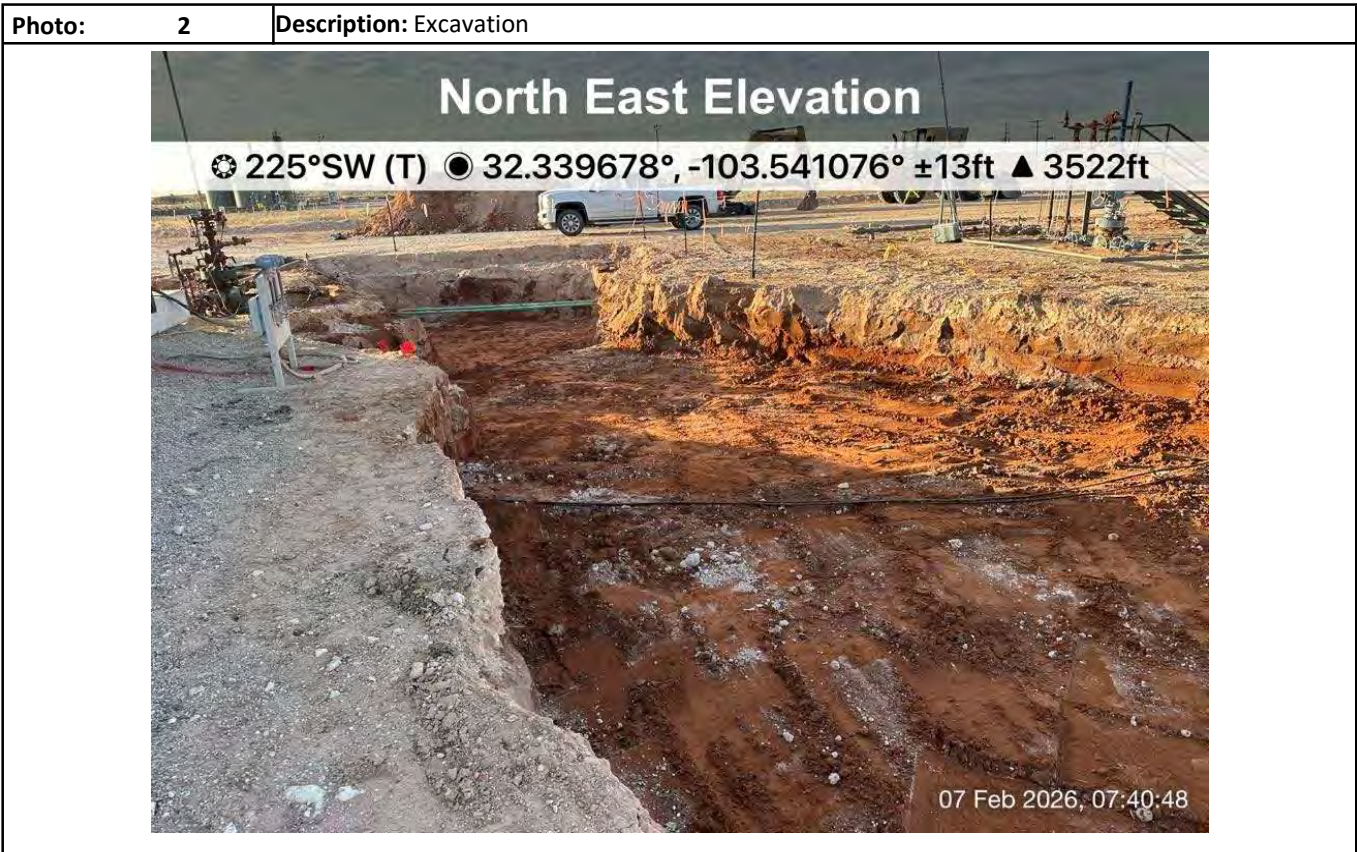 Photo: 2 Description: Excavation
North East Elevation
225°SW (T) 32.339678°, -103.541076° ±13ft ▲ 3522ft
07 Feb 2026, 07:40:48